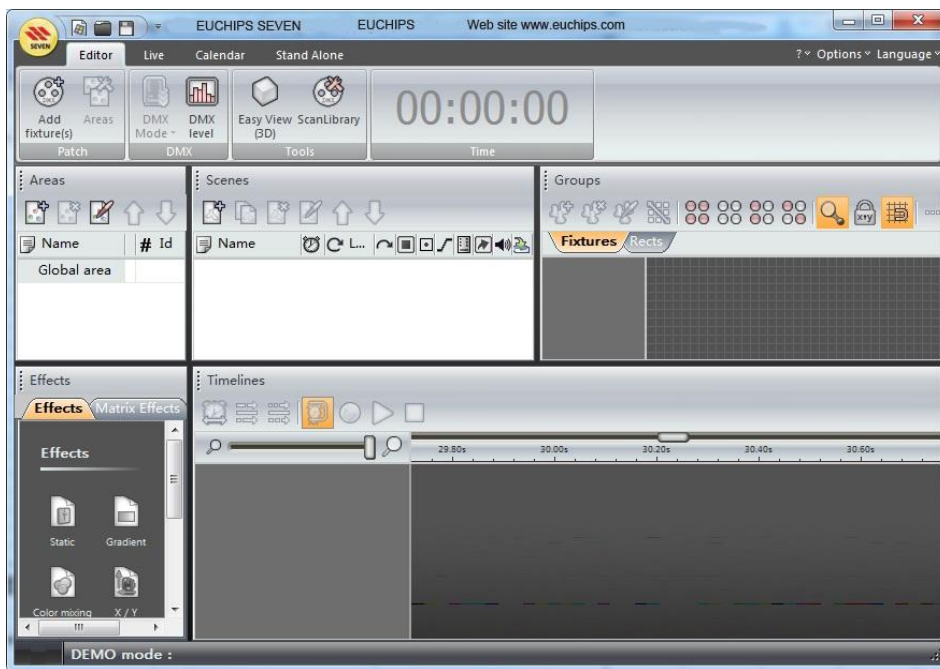 EUCHIPS SEVEN EUCHIPS Web site www.euchips.com
SEVEN
Editor Live Calendar Stand Alone ? Options Language
Add fixture(s) Areas DMX Mode DMX level Easy View (3D) ScanLibrary 00:00:00
Patch DMX Tools Time
Areas Scenes Groups
Name # Id Name L... Fixtures Rects
Global area
Effects Timelines
Effects Matrix Effects
29.80s 30.00s 30.20s 30.40s 30.60s
Effects
Static Gradient
Color mixing X / Y
DEMO mode :